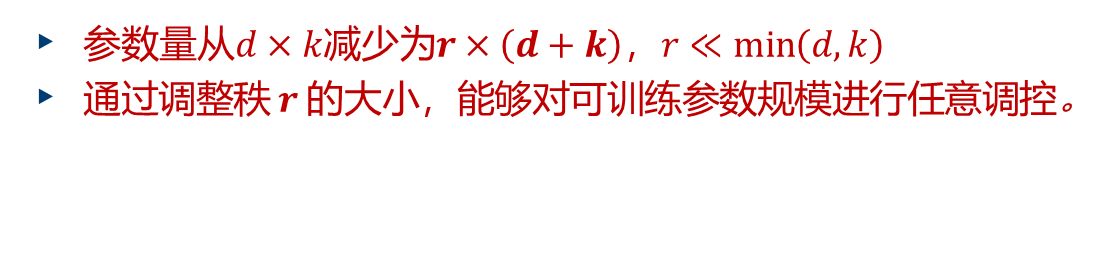 ▶ 参数量从𝑑 × 𝑘减少为𝒓 × (𝒅 + 𝒌)，𝑟 ≪ min(𝑑, 𝑘)
▶ 通过调整秩 𝒓 的大小，能够对可训练参数规模进行任意调控。